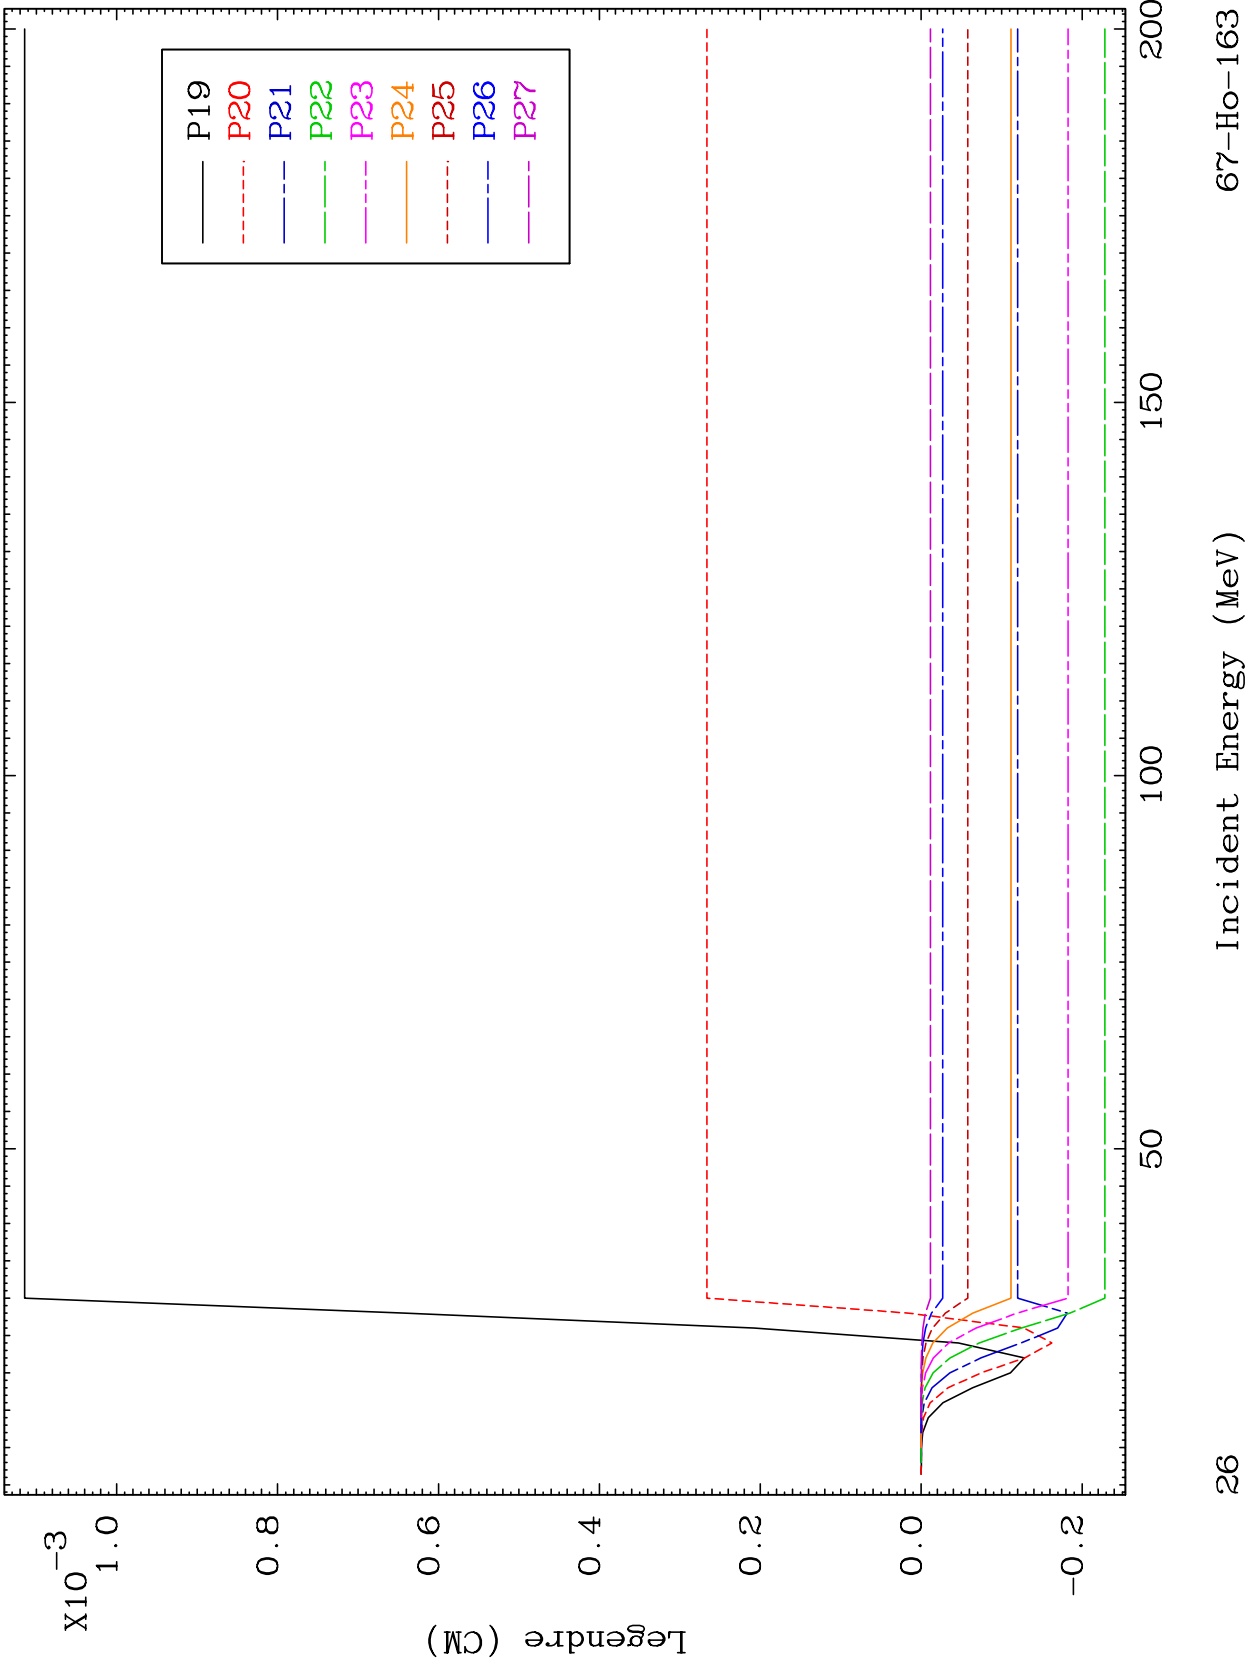 X10^-3
1.0
0.8
0.6
0.4
0.2
0.0
-0.2
Legendre (CM)
P19
P20
P21
P22
P23
P24
P25
P26
P27
50
100
150
200
Incident Energy (MeV)
26
67-Ho-163